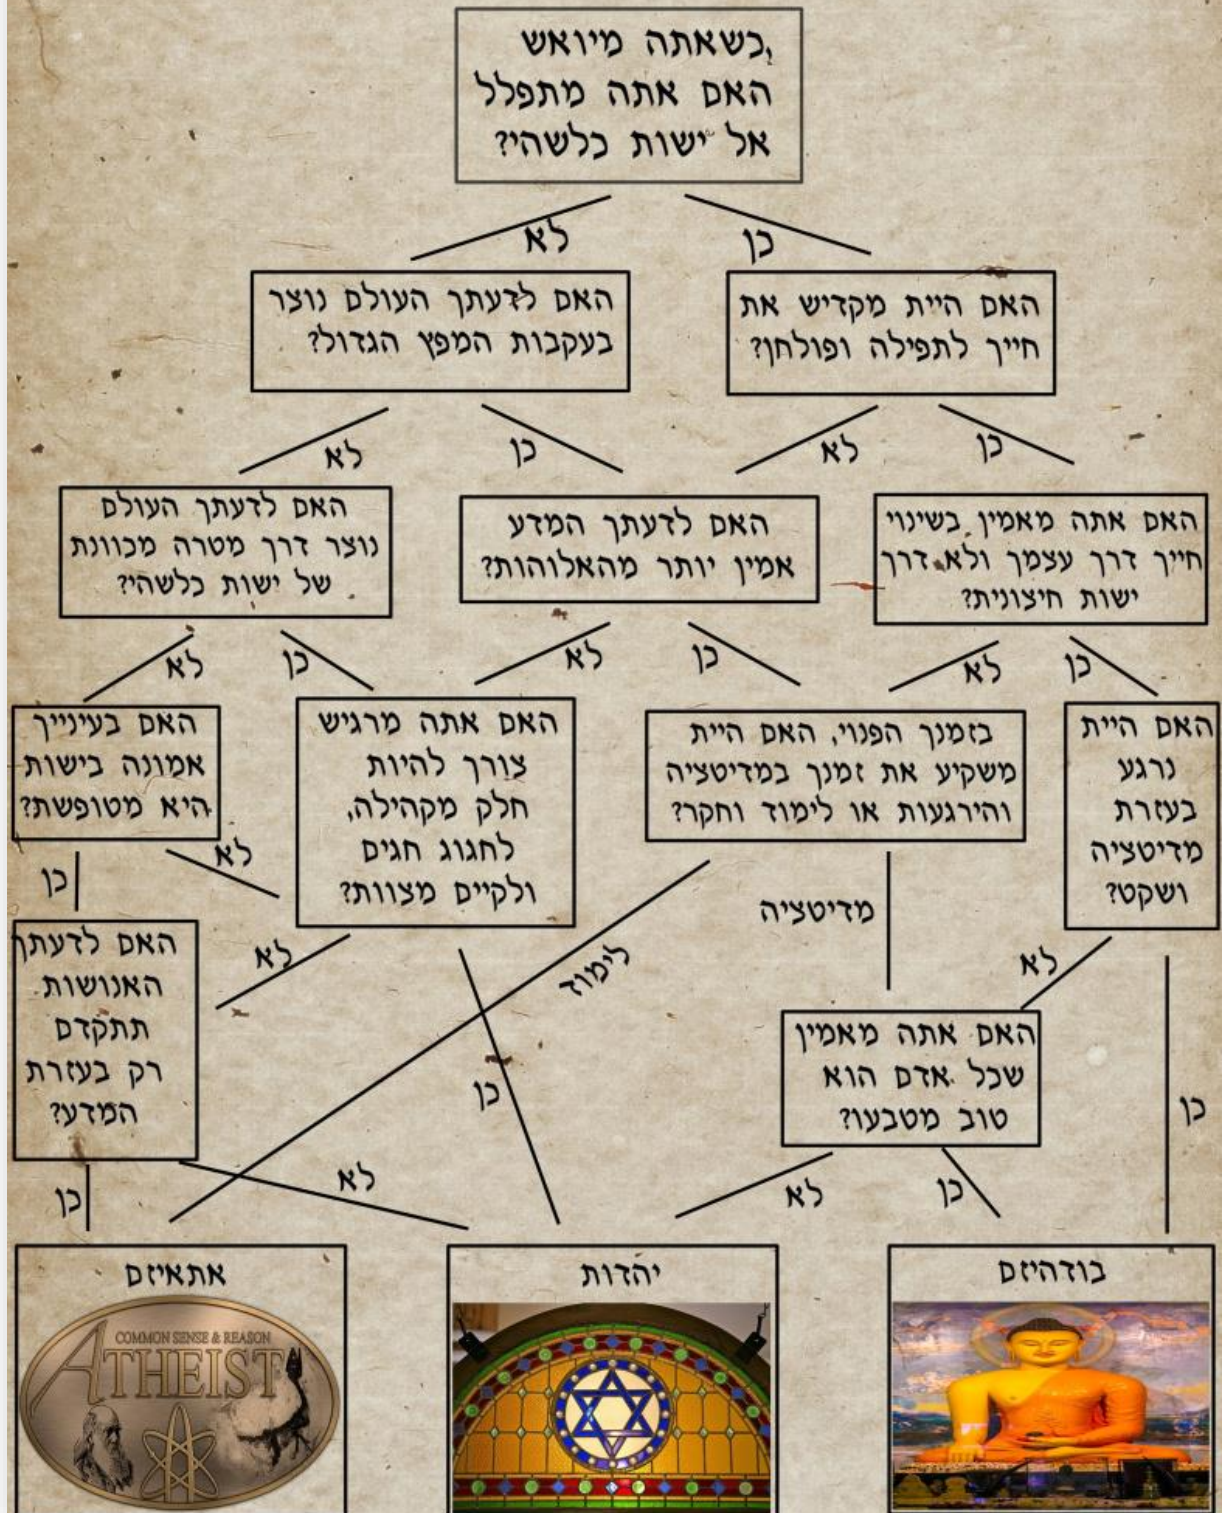 כשאתה מיואש,
האם אתה מתפלל
אל ישות כלשהי?
לא
כן
האם היית מקדיש את
חייך לתפילה ופולחן?
האם לדעתך העולם נוצר
בעקבות המפץ הגדול?
כן
לא
כן
לא
האם אתה מאמין בשינוי
חייך דרך עצמך ולא דרך
ישות חיצונית?
האם לדעתך המדע
אמין יותר מהאלוהות?
האם לדעתך העולם
נוצר דרך מטרה מכוונת
של ישות כלשהי?
כן
לא
כן
לא
כן
לא
האם היית
נרגע
בעזרת
מדיטציה
ושקט?
בזמנך הפנוי, האם היית
משקיע את זמנך במדיטציה
והירגעות או לימוד וחקר?
האם אתה מרגיש
צורך להיות
חלק מקהילה,
לחגוג חגים
ולקיים מצוות?
האם בעינייך
אמונה בישות
היא מטופשת?
לא
כן
מדיטציה
לימוד
לא
לא
כן
האם לדעתך
האנושות
תתקדם
רק בעזרת
המדע?
האם אתה מאמין
שכל אדם הוא
טוב מטבעו?
כן
כן
כן
לא
לא
כן
בודהיזם
יהדות
אתאיזם
COMMON SENSE & REASON
ATHEIST